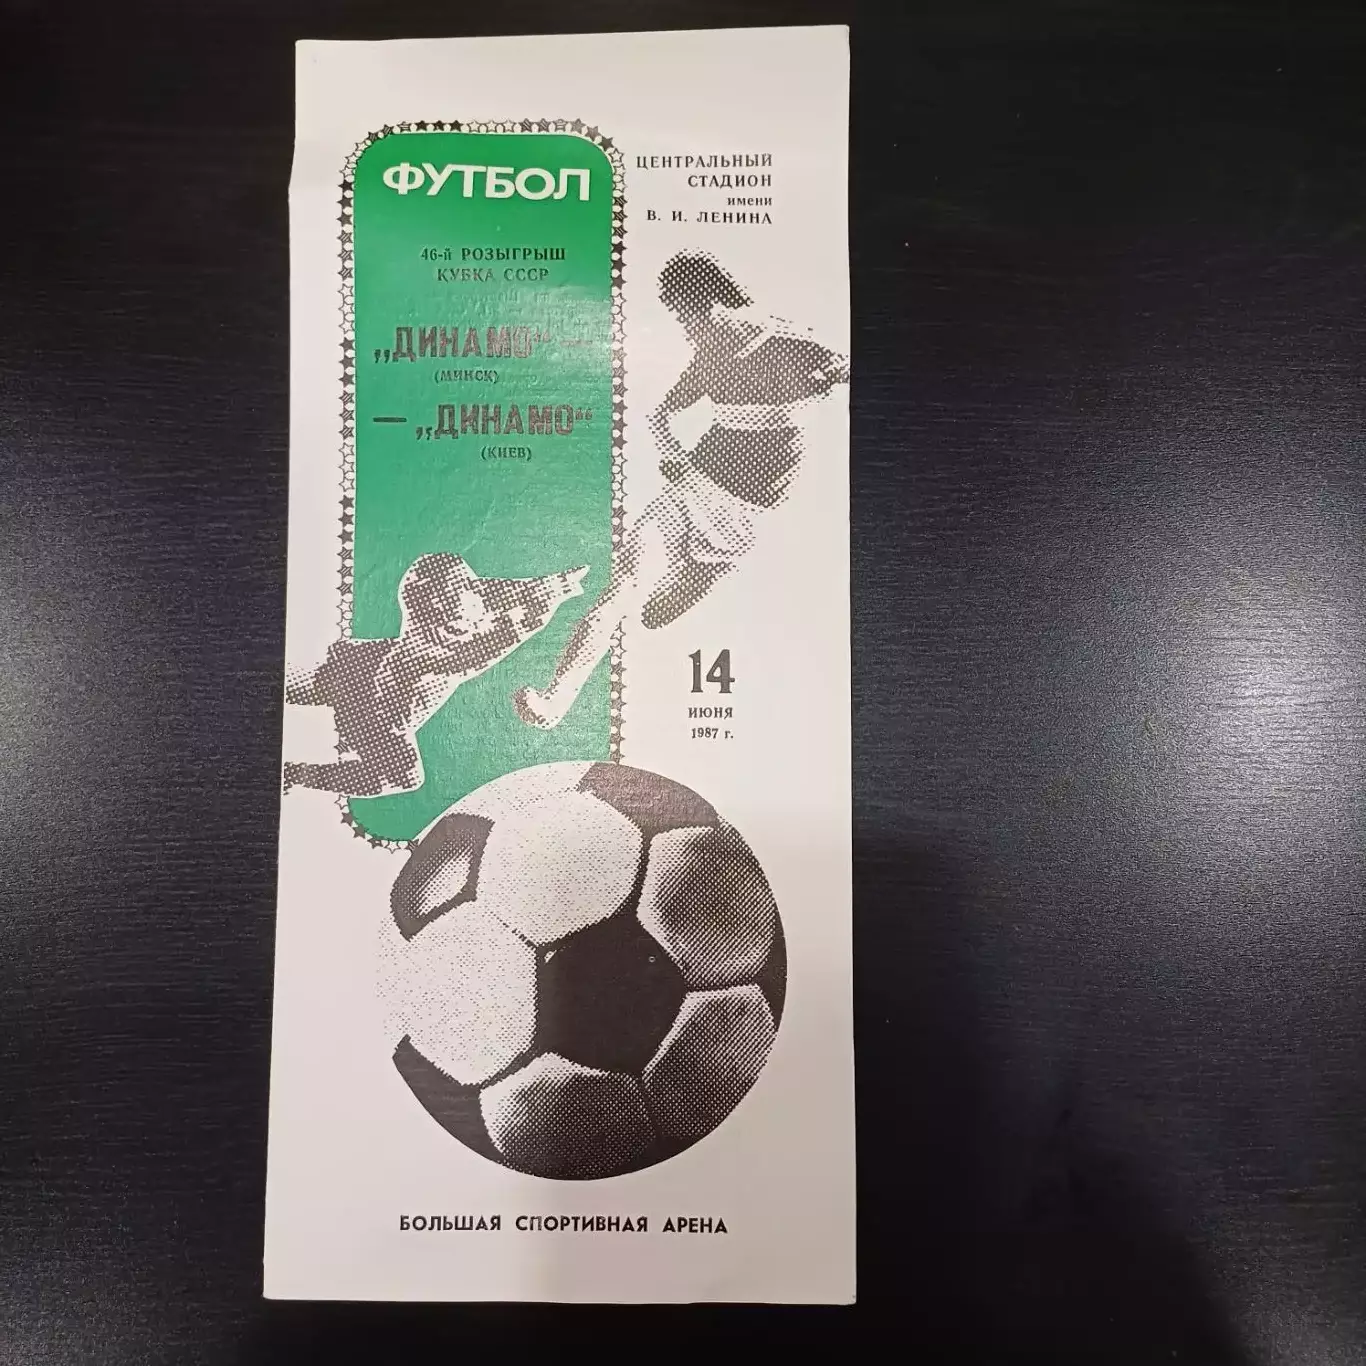 ФУТБОЛ
46-й РОЗЫГРЫШ
КУБКА СССР
„ДИНАМО“ —
(МИНСК)
— „ДИНАМО“
(КИЕВ)
ЦЕНТРАЛЬНЫЙ
СТАДИОН
имени
В. И. ЛЕНИНА
14
ИЮНЯ
1987 г.
БОЛЬШАЯ СПОРТИВНАЯ АРЕНА